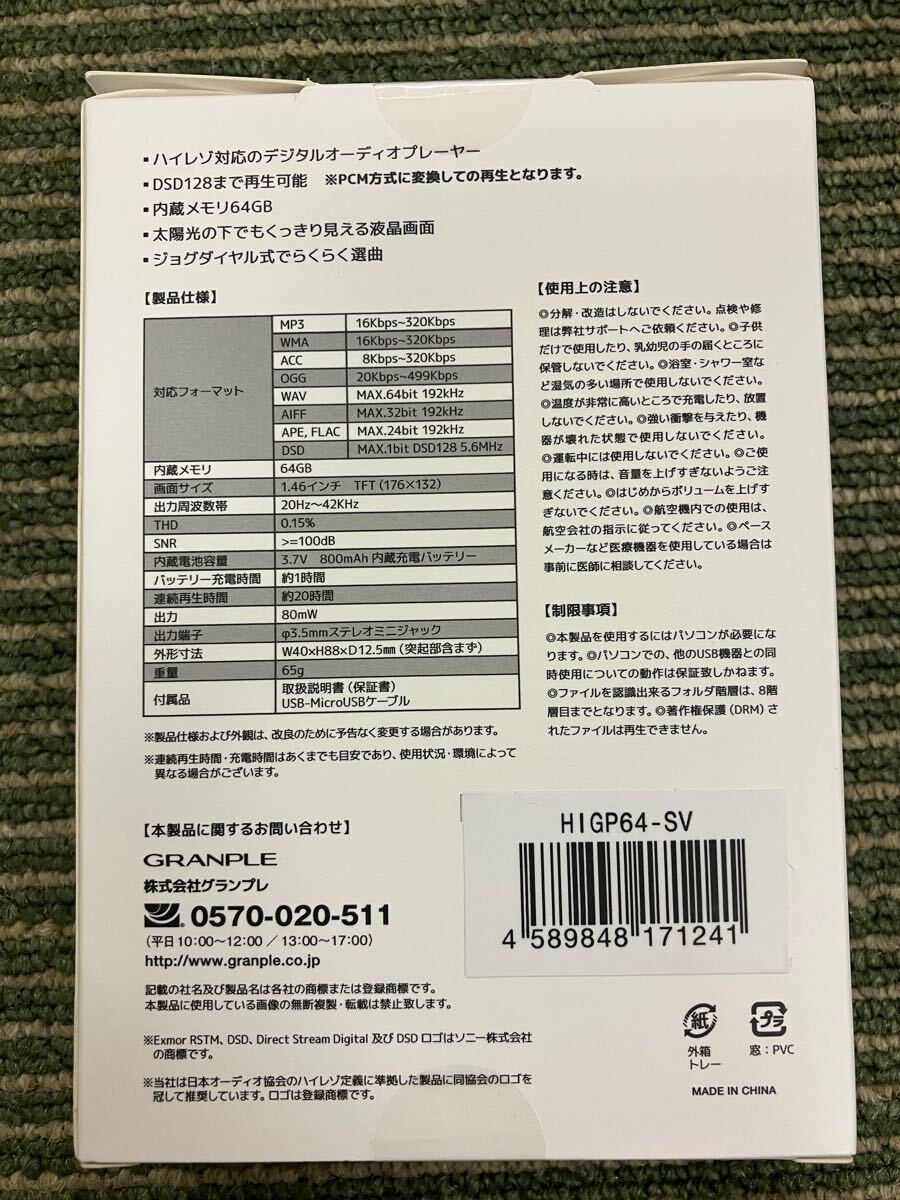 ▪ハイレゾ対応のデジタルオーディオプレーヤー
▪DSD128まで再生可能　※PCM方式に変換しての再生となります。
▪内蔵メモリ64GB
▪太陽光の下でもくっきり見える液晶画面
▪ジョグダイヤル式でらくらく選曲
【製品仕様】
対応フォーマット
MP3 16Kbps~320Kbps
WMA 16Kbps~320Kbps
ACC 8Kbps~320Kbps
OGG 20Kbps~499Kbps
WAV MAX.64bit 192kHz
AIFF MAX.32bit 192kHz
APE, FLAC MAX.24bit 192kHz
DSD MAX.1bit DSD128 5.6MHz
内蔵メモリ 64GB
画面サイズ 1.46インチ　TFT (176×132)
出力周波数帯 20Hz～42KHz
THD 0.15%
SNR >=100dB
内蔵電池容量 3.7V　800mAh 内蔵充電バッテリー
バッテリー充電時間 約1時間
連続再生時間 約20時間
出力 80mW
出力端子 φ3.5mmステレオミニジャック
外形寸法 W40×H88×D12.5㎜ (突起部含まず)
重量 65g
付属品 取扱説明書 (保証書)
USB-MicroUSBケーブル
※製品仕様および外観は、改良のために予告なく変更する場合があります。
※連続再生時間・充電時間はあくまでも目安であり、使用状況・環境によって
異なる場合がございます。
【使用上の注意】
◎分解・改造はしないでください。点検や修
理は弊社サポートへご依頼ください。◎子供
だけで使用したり、乳幼児の手の届くところに
保管しないでください。◎浴室・シャワー室な
ど湿気の多い場所で使用しないでください。
◎温度が非常に高いところで充電したり、放置
しないでください。◎強い衝撃を与えたり、機
器が壊れた状態で使用しないでください。
◎運転中には使用しないでください。◎ご使
用になる時は、音量を上げすぎないようご注
意ください。◎はじめからボリュームを上げす
ぎないでください。◎航空機内での使用は、
航空会社の指示に従ってください。◎ペース
メーカーなど医療機器を使用している場合は
事前に医師に相談してください。
【制限事項】
◎本製品を使用するにはパソコンが必要にな
ります。◎パソコンでの、他のUSB機器との同
時使用についての動作は保証致しかねます。
◎ファイルを認識出来るフォルダ階層は、8階
層目までとなります。◎著作権保護 (DRM) さ
れたファイルは再生できません。
【本製品に関するお問い合わせ】
GRANPLE
株式会社グランプレ
0570-020-511
(平日 10:00～12:00 ／ 13:00～17:00)
http://www.granple.co.jp
記載の社名及び製品名は各社の商標または登録商標です。
本製品に使用している画像の無断複製・転載は禁止致します。
※Exmor RSTM、DSD、Direct Stream Digital 及び DSD ロゴはソニー株式会社
の商標です。
※当社は日本オーディオ協会のハイレゾ定義に準拠した製品に同協会のロゴを
冠して推奨しています。ロゴは登録商標です。
HIGP64-SV
4 589848 171241
紙
外箱
トレー
プラ
窓：PVC
MADE IN CHINA